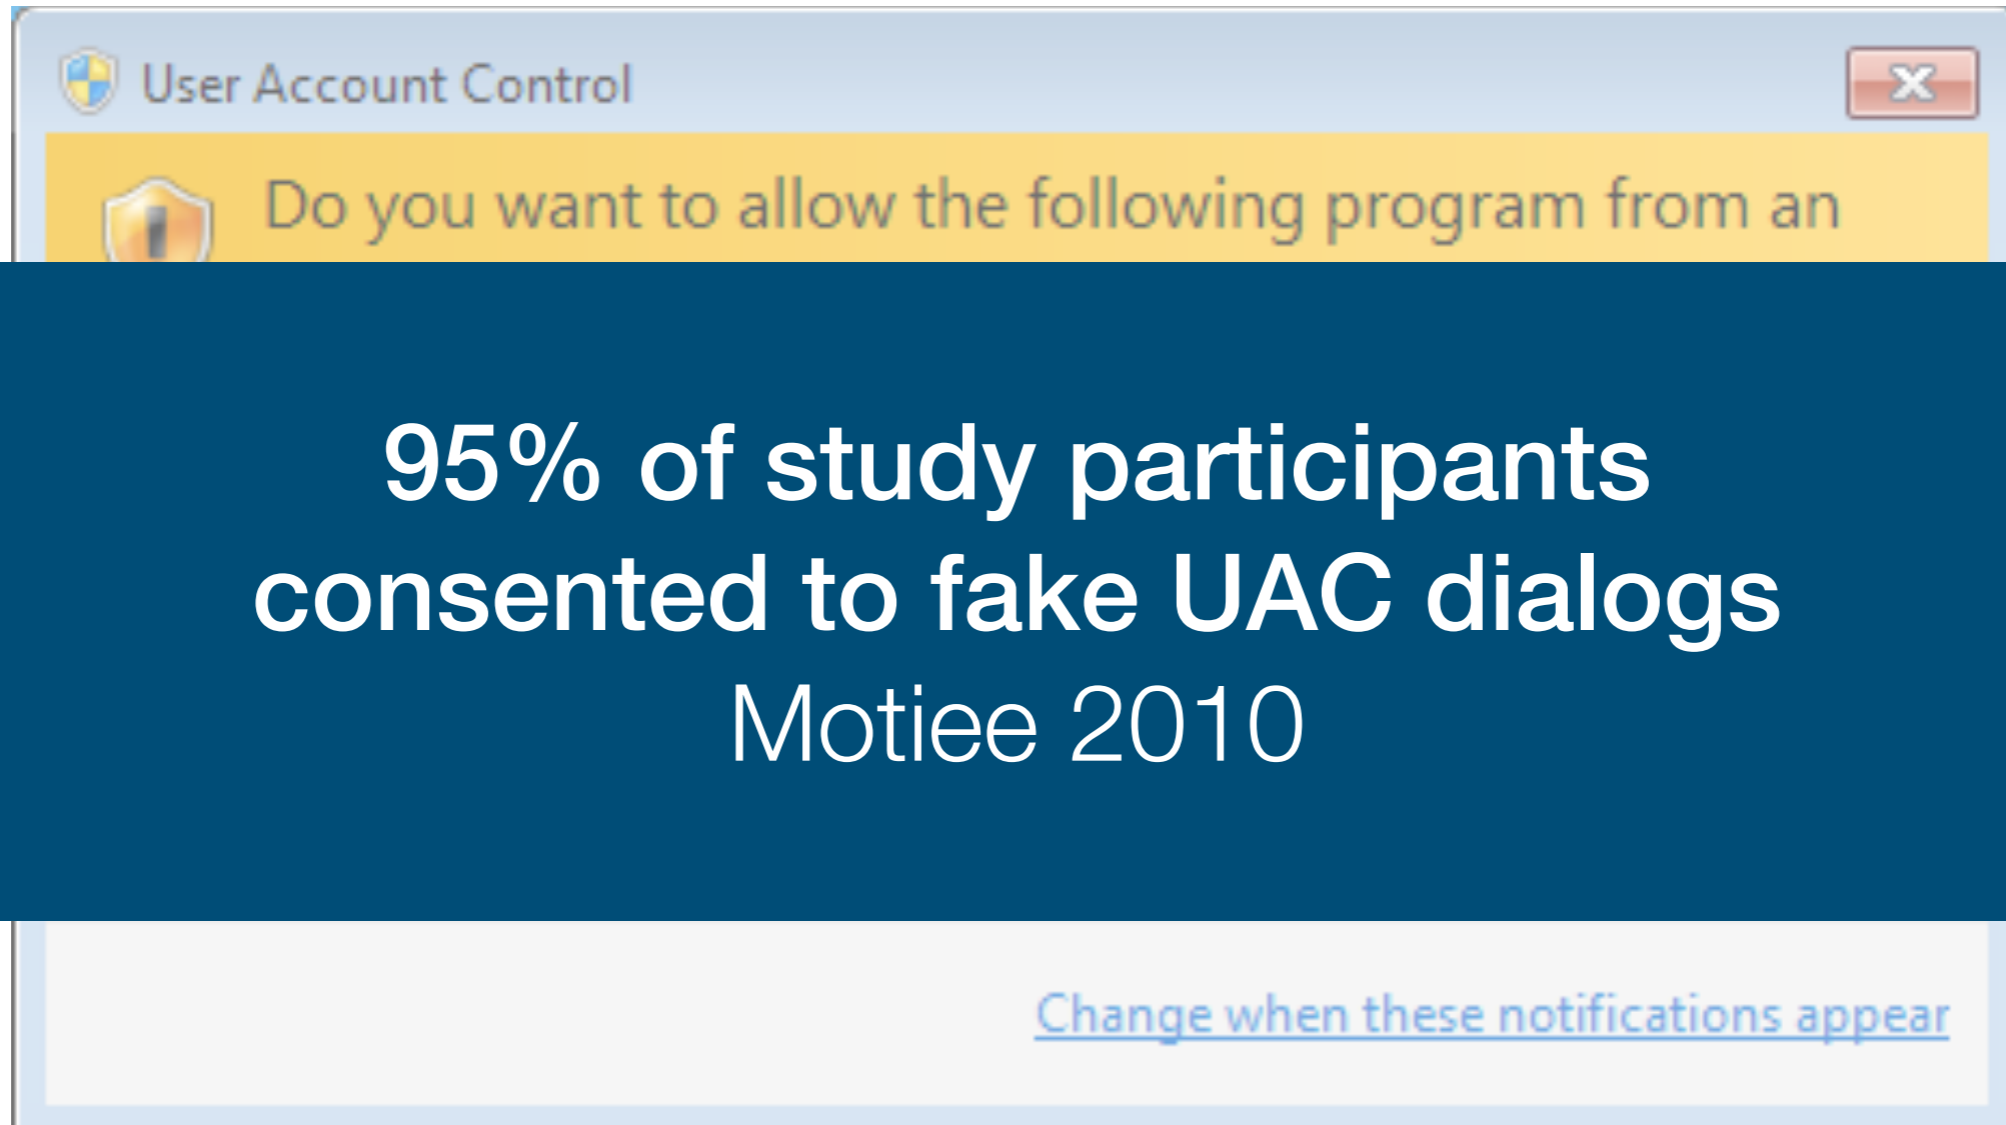 User Account Control
Do you want to allow the following program from an
95% of study participants
consented to fake UAC dialogs
Motiee 2010
Change when these notifications appear